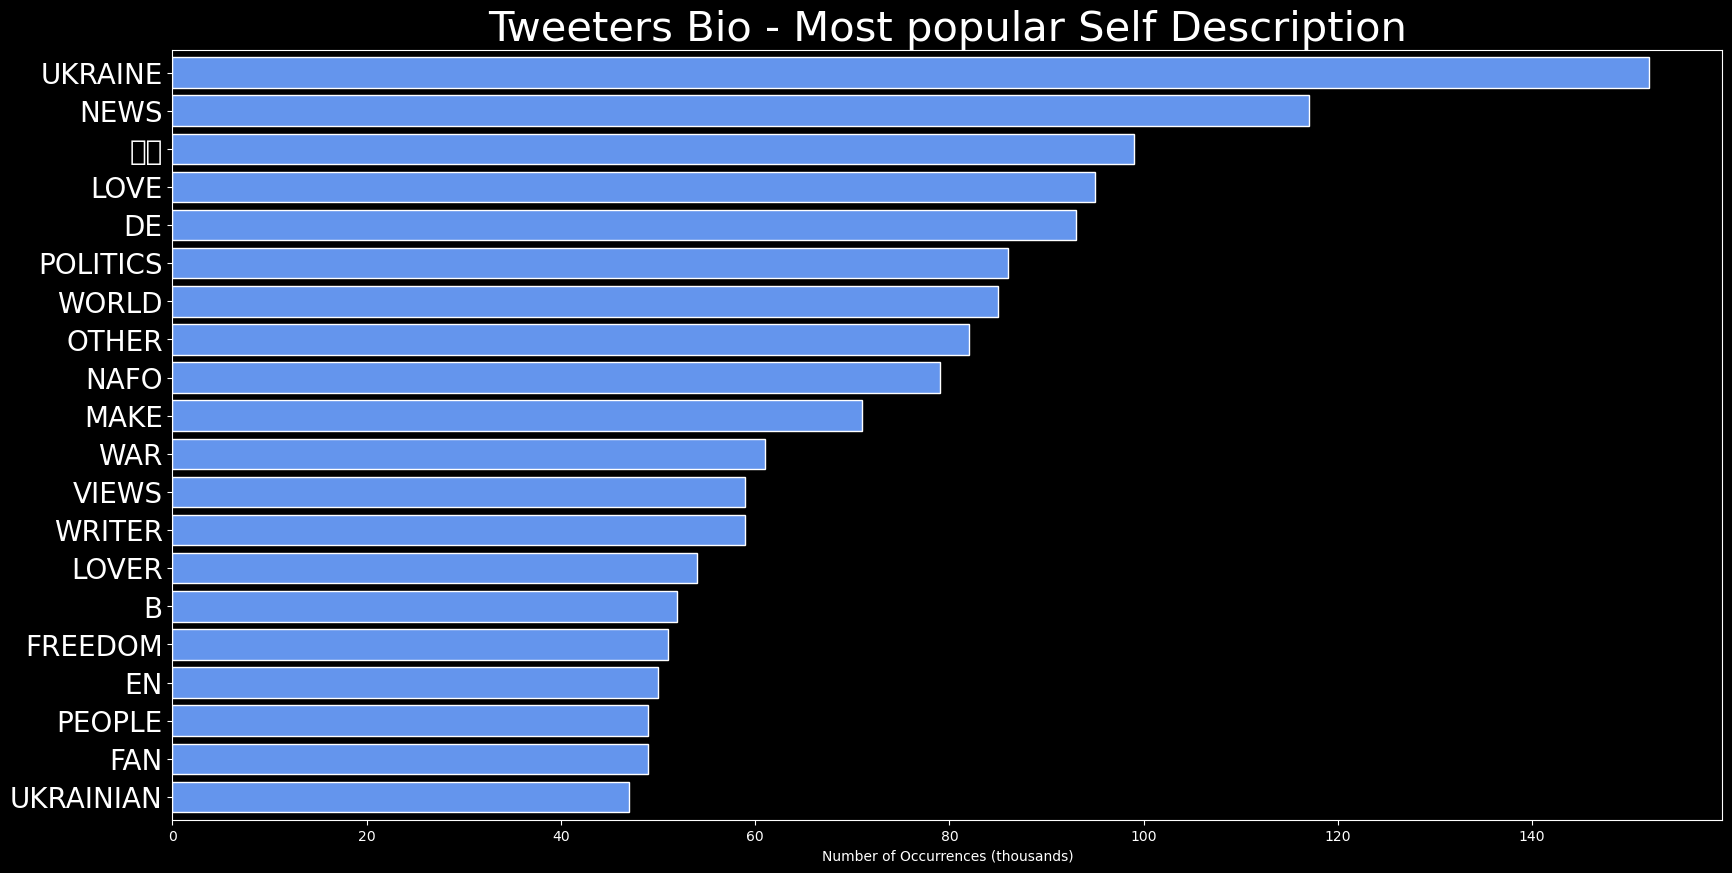 Tweeters Bio - Most popular Self Description
UKRAINE
NEWS
LOVE
DE
POLITICS
WORLD
OTHER
NAFO
MAKE
WAR
VIEWS
WRITER
LOVER
B
FREEDOM
EN
PEOPLE
FAN
UKRAINIAN
0 20 40 60 80 100 120 140
Number of Occurrences (thousands)